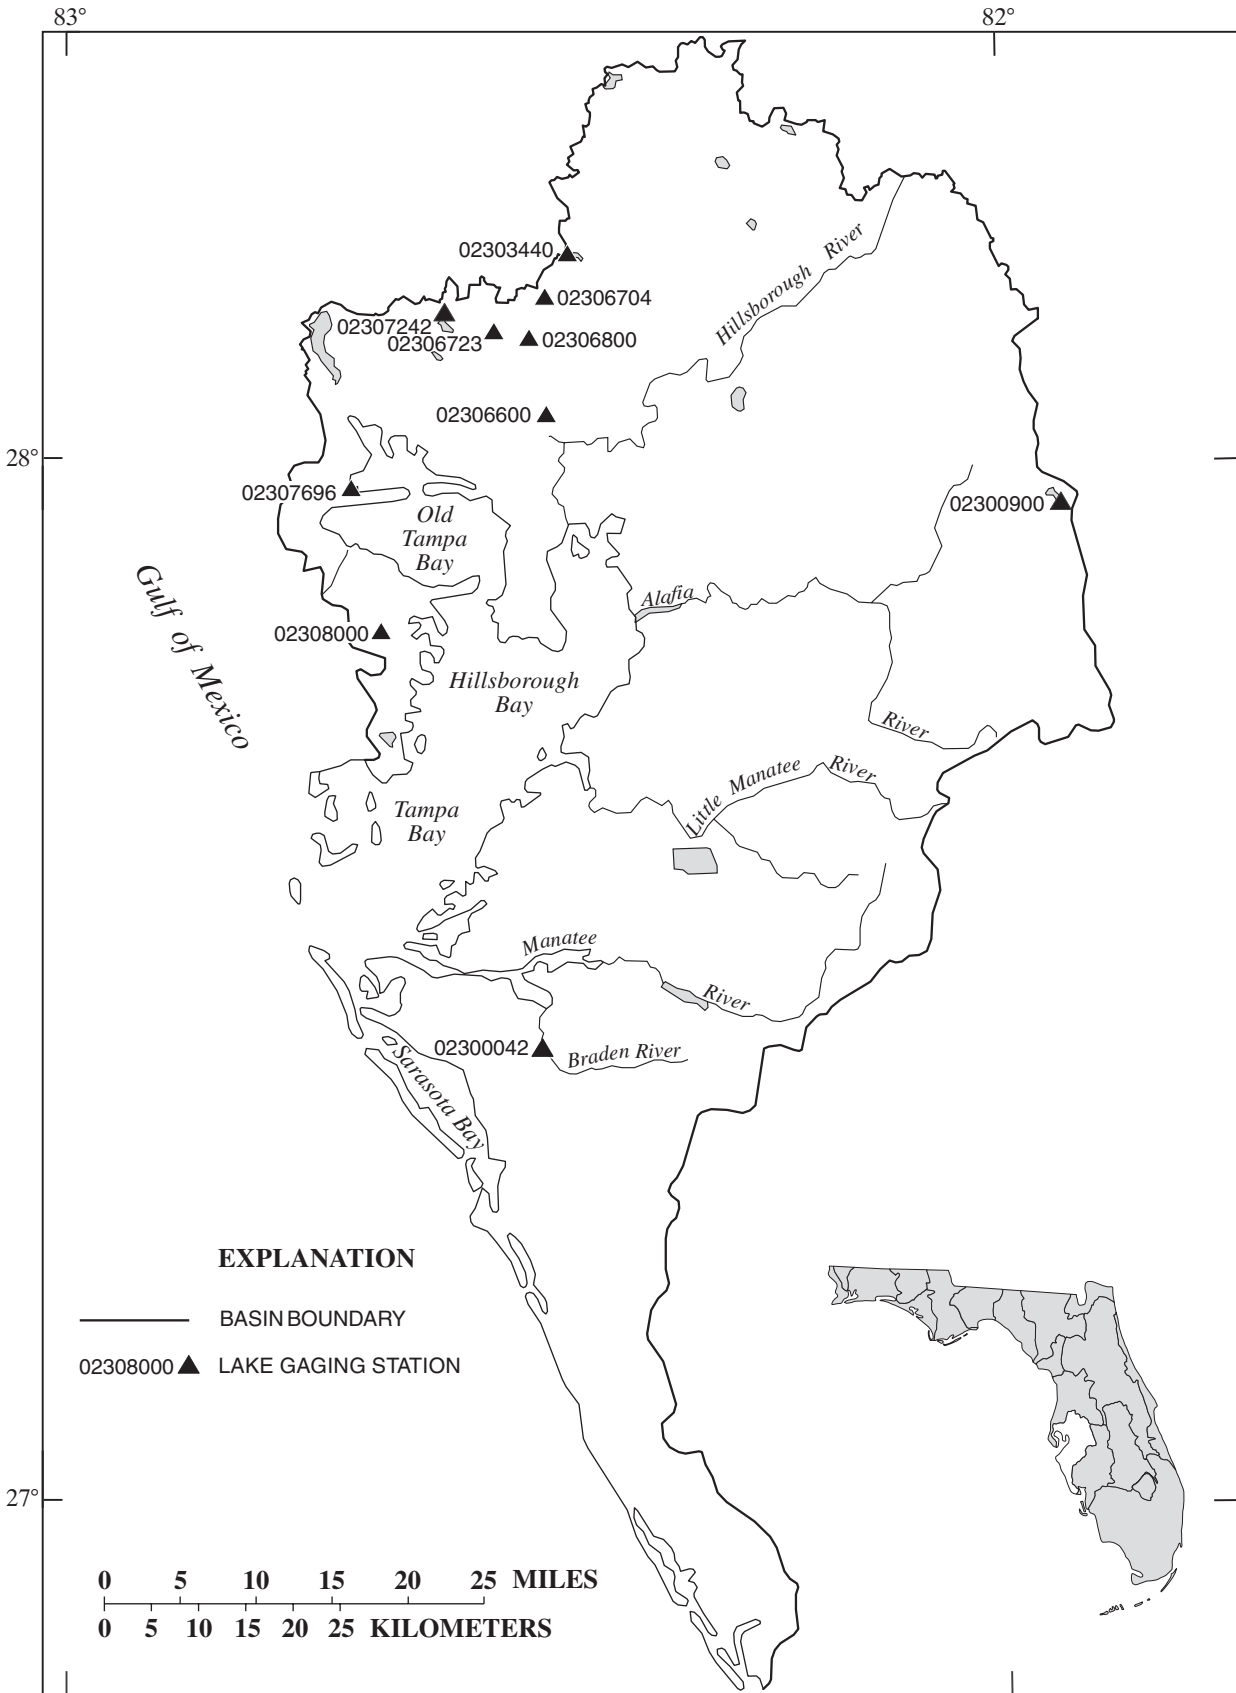 83°
82°
02303440
02306704
02307242
02306723
02306800
Hillsborough River
02306600
28°
02307696
02300900
Old
Tampa
Bay
Gulf of Mexico
Alafia
02308000
Hillsborough
Bay
River
Little Manatee River
Tampa
Bay
Manatee
River
02300042
Braden River
Sarasota Bay
EXPLANATION
BASIN BOUNDARY
02308000 LAKE GAGING STATION
27°
0 5 10 15 20 25 MILES
0 5 10 15 20 25 KILOMETERS